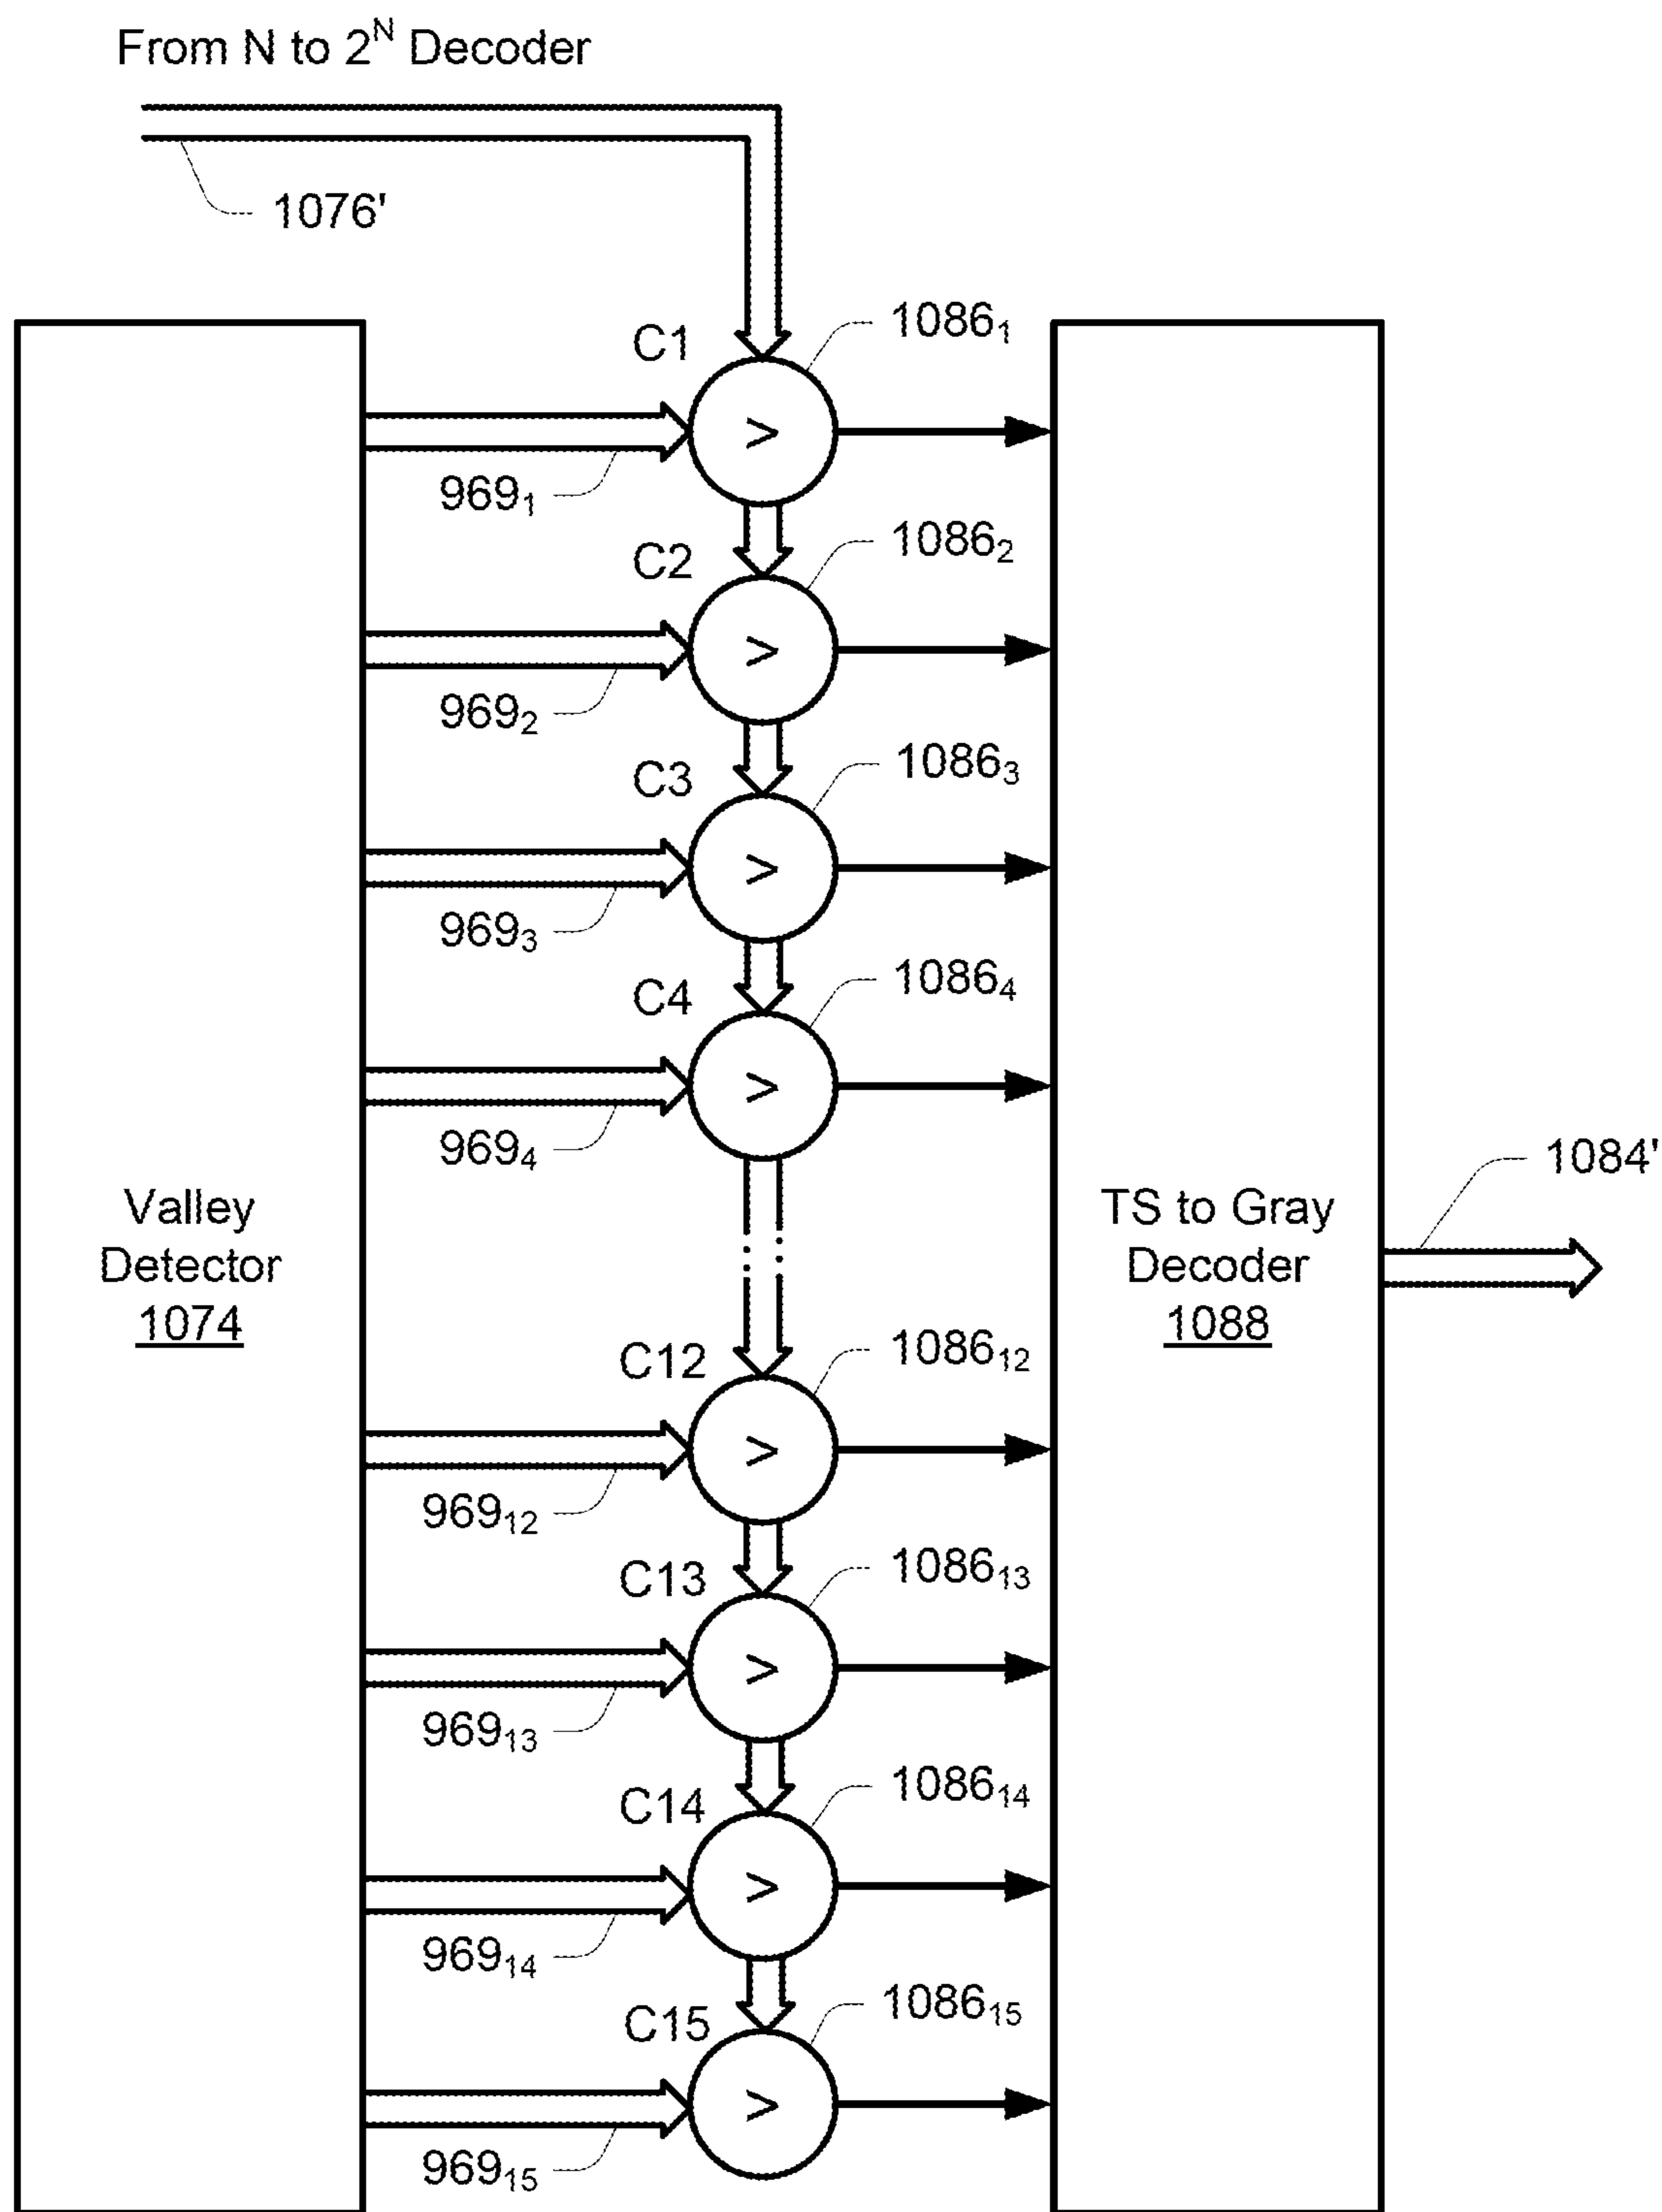 From N to 2^N Decoder
1076'
C1
1086₁
>
969₁
C2
1086₂
>
969₂
C3
1086₃
>
969₃
C4
1086₄
>
969₄
Valley
Detector
1074
TS to Gray
Decoder
1088
1084'
C12
1086₁₂
>
969₁₂
C13
1086₁₃
>
969₁₃
C14
1086₁₄
>
969₁₄
C15
1086₁₅
>
969₁₅